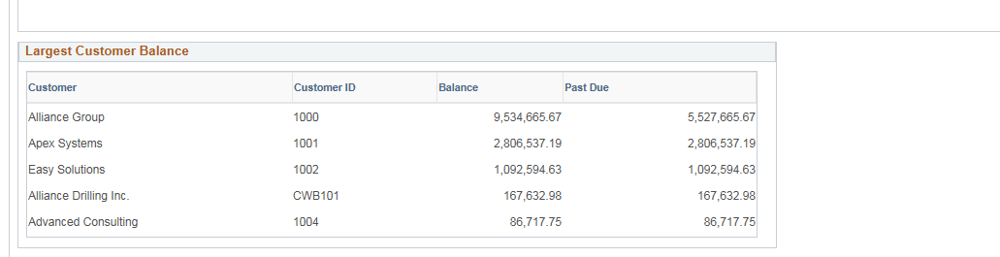 Largest Customer Balance
Customer Customer ID Balance Past Due
Alliance Group 1000 9,534,665.67 5,527,665.67
Apex Systems 1001 2,806,537.19 2,806,537.19
Easy Solutions 1002 1,092,594.63 1,092,594.63
Alliance Drilling Inc. CWB101 167,632.98 167,632.98
Advanced Consulting 1004 86,717.75 86,717.75